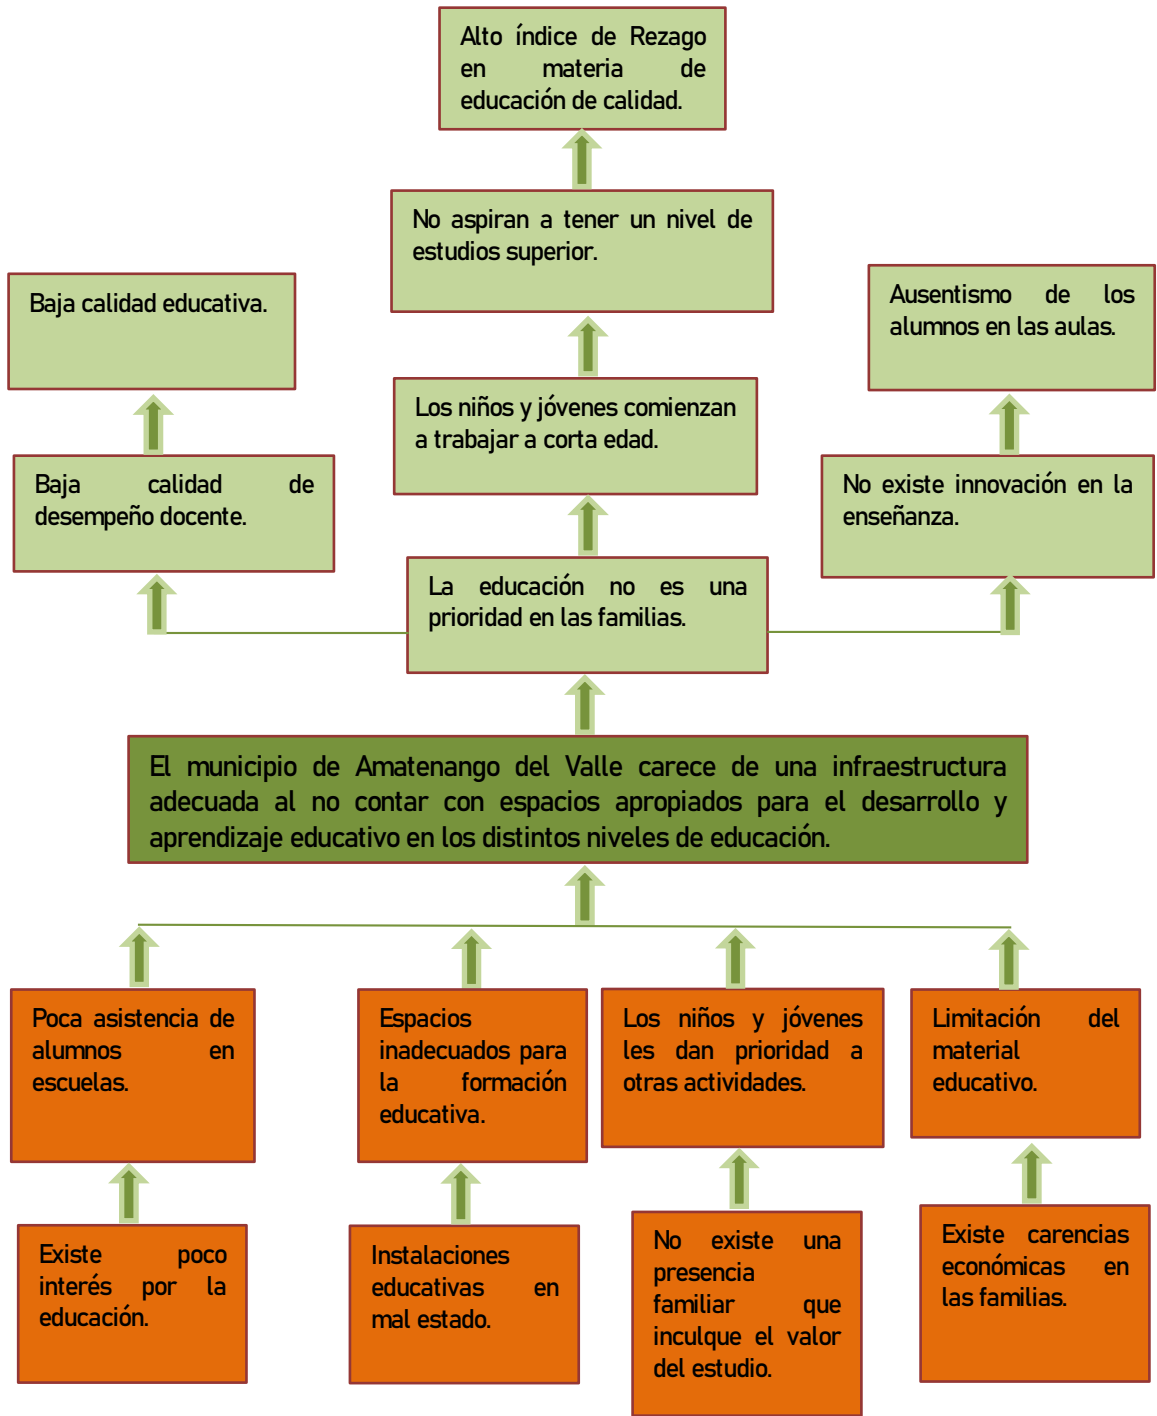 Alto índice de Rezago
en materia de
educación de calidad.
No aspiran a tener un nivel de
estudios superior.
Baja calidad educativa.
Ausentismo de los
alumnos en las aulas.
Los niños y jóvenes comienzan
a trabajar a corta edad.
Baja calidad de
desempeño docente.
No existe innovación en la
enseñanza.
La educación no es una
prioridad en las familias.
El municipio de Amatenango del Valle carece de una infraestructura
adecuada al no contar con espacios apropiados para el desarrollo y
aprendizaje educativo en los distintos niveles de educación.
Poca asistencia de
alumnos en
escuelas.
Espacios
inadecuados para
la formación
educativa.
Los niños y jóvenes
les dan prioridad a
otras actividades.
Limitación del
material
educativo.
Existe poco
interés por la
educación.
Instalaciones
educativas en
mal estado.
No existe una
presencia
familiar que
inculque el valor
del estudio.
Existe carencias
económicas en
las familias.